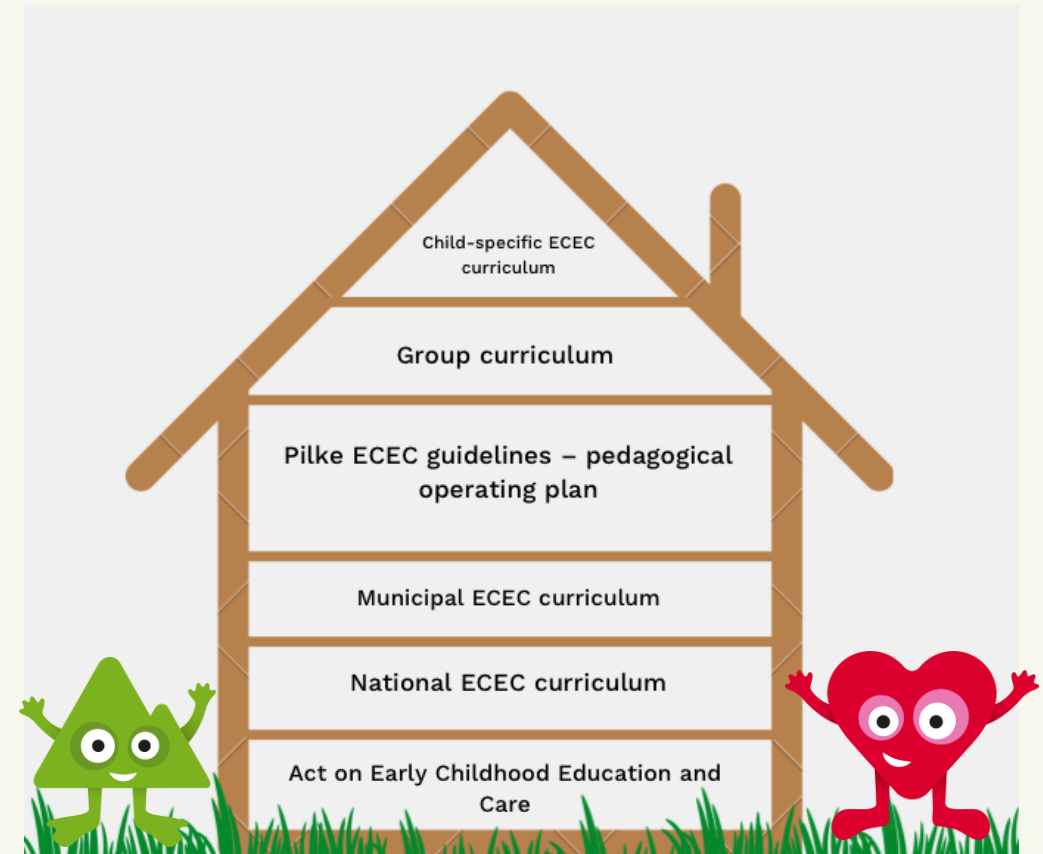 Child-specific ECEC
curriculum
Group curriculum
Pilke ECEC guidelines – pedagogical
operating plan
Municipal ECEC curriculum
National ECEC curriculum
Act on Early Childhood Education and
Care